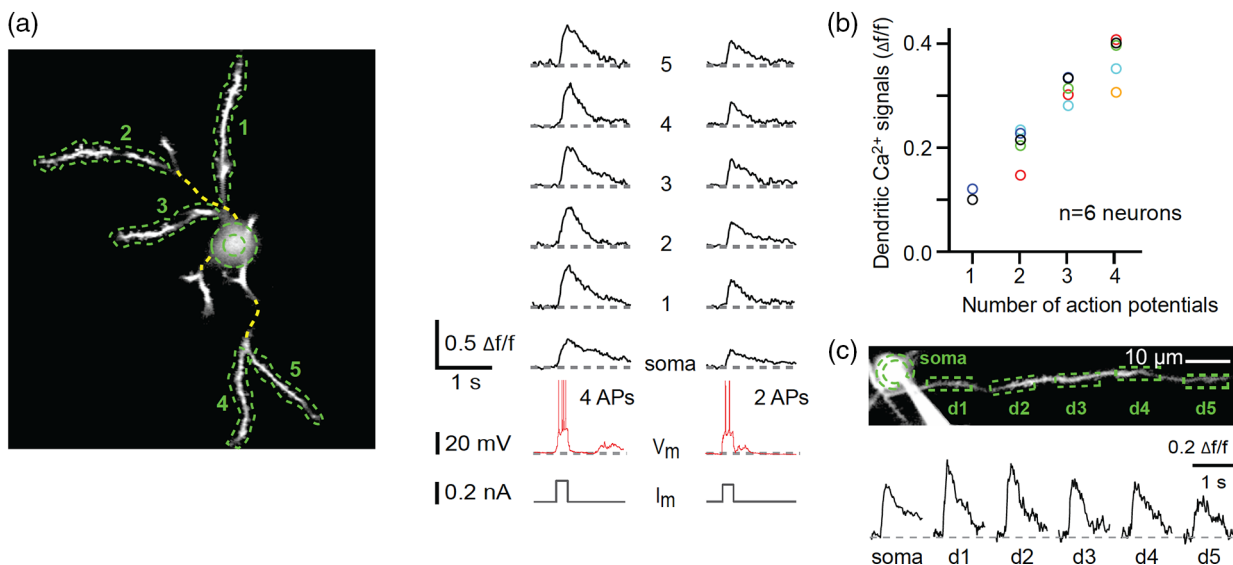 (a)
1
2
3
4
5
5
4
3
2
1
0.5 Δf/f
1 s
soma
4 APs
2 APs
20 mV
Vm
0.2 nA
Im
(b)
Dendritic Ca²⁺ signals (Δf/f)
0.4
0.2
0.0
n=6 neurons
1 2 3 4
Number of action potentials
(c)
soma
10 µm
d1 d2 d3 d4 d5
0.2 Δf/f
1 s
soma d1 d2 d3 d4 d5